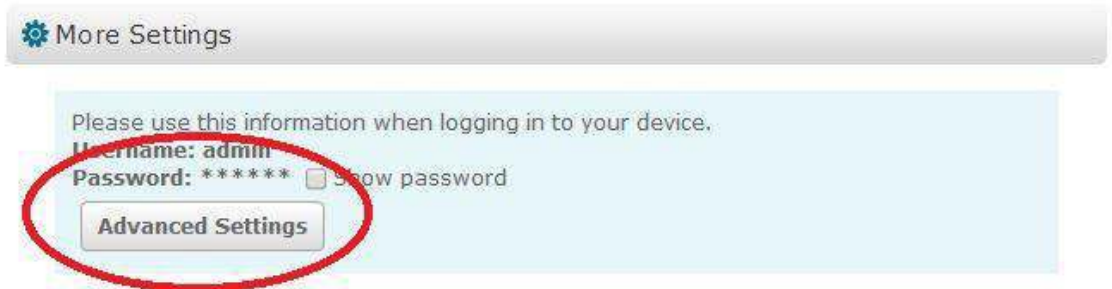 More Settings
Please use this information when logging in to your device.
Username: admin
Password: ****** Show password
Advanced Settings